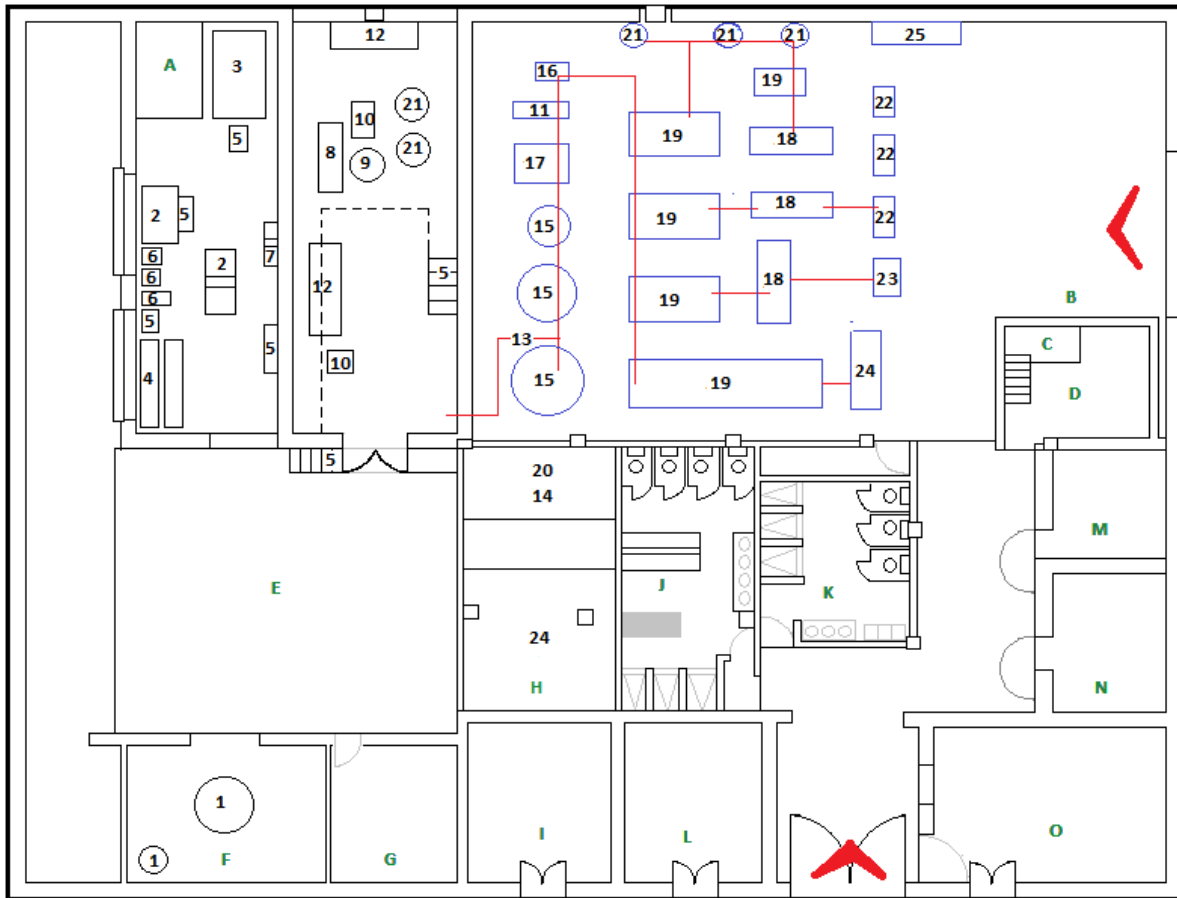 12 21 21 21 25
A 3 16 19 22
10 21 11
5 8 9 21 17 19 18 22
2 5 15 19 18 22
6 7 2 5 B
6 12 15 19 18 23
6
5 5 13 C
4 10 15 19 24 D
5 20
14 M
E J K
24
H N
1 I L O
1 F G